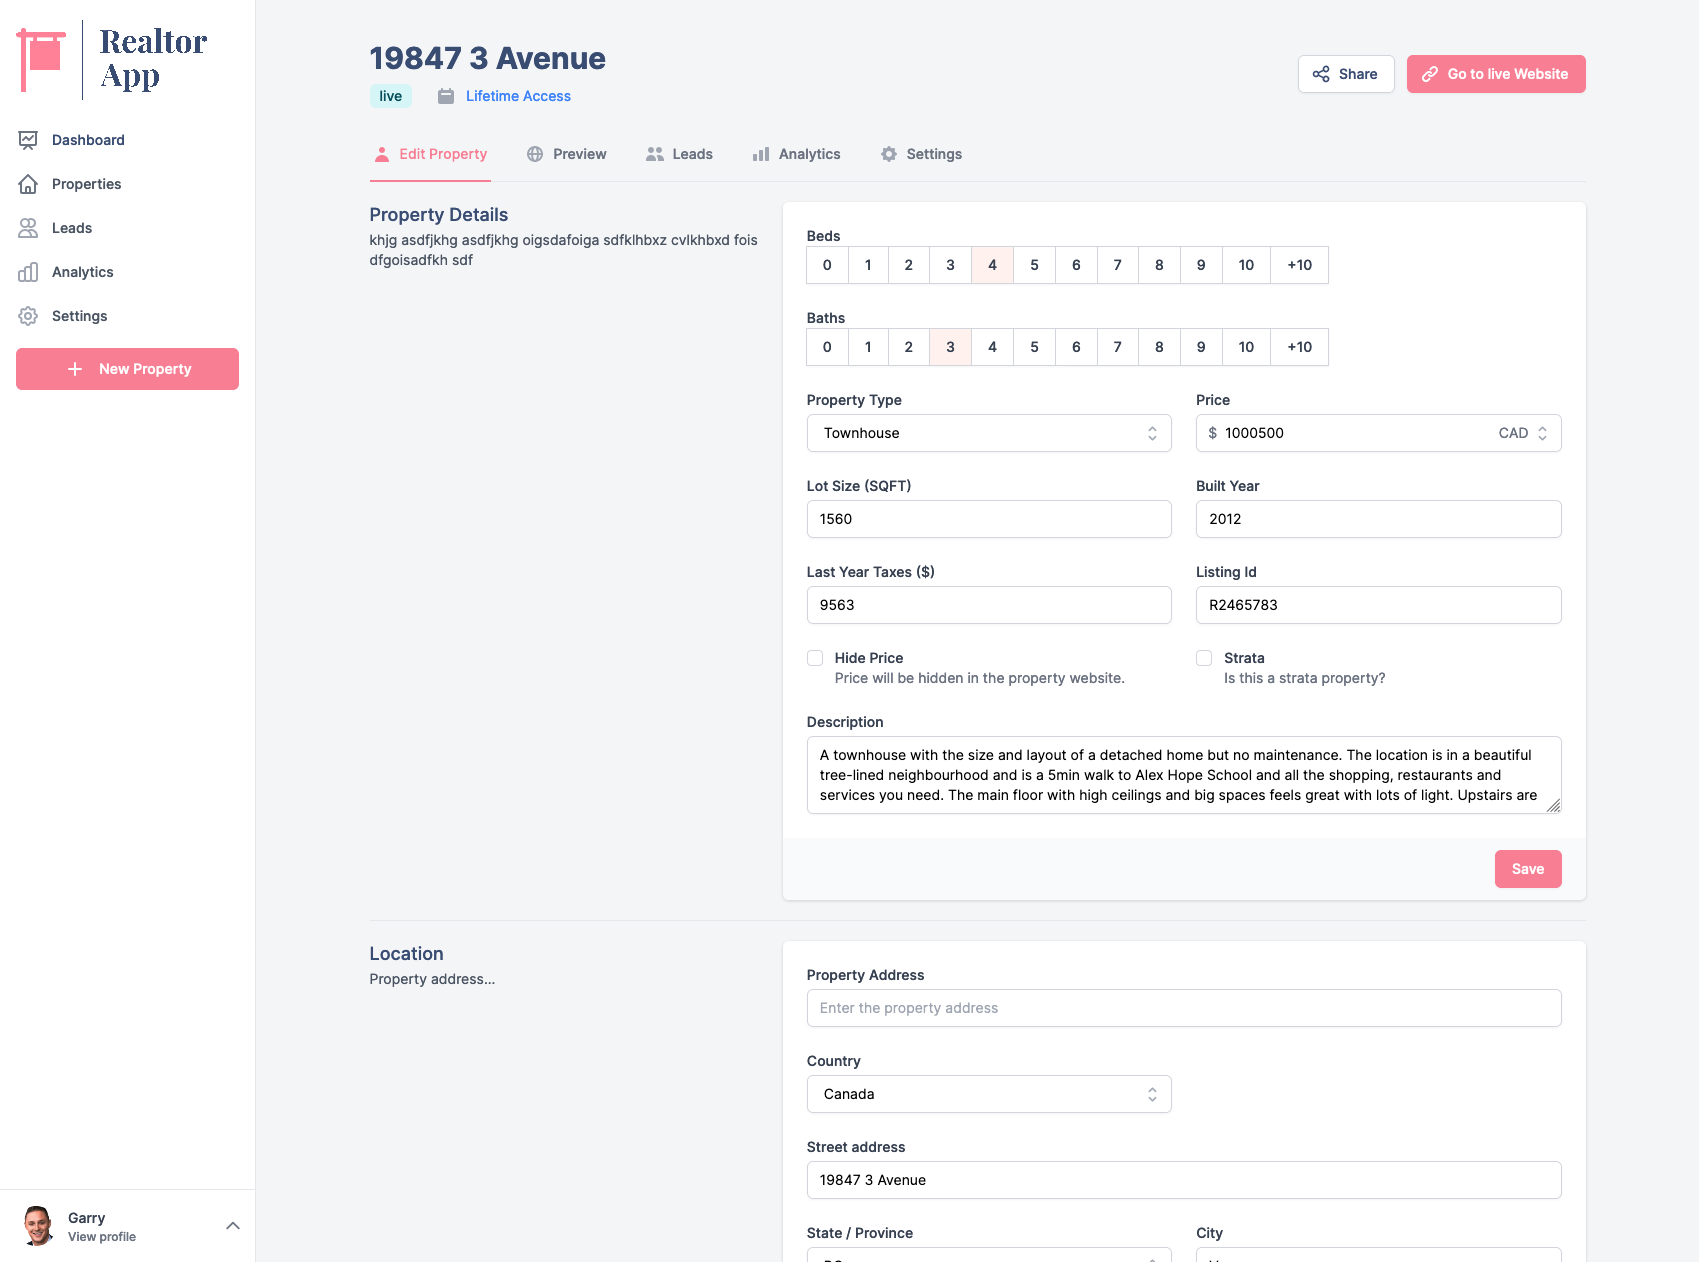 Realtor
App
Dashboard
Properties
Leads
Analytics
Settings
New Property
Garry
View profile
19847 3 Avenue
live
Lifetime Access
Share
Go to live Website
Edit Property
Preview
Leads
Analytics
Settings
Property Details
khjg asdfjkhg asdfjkhg oigsdafoiga sdfklhbxz cvlkhbxd fois
dfgoisadfkh sdf
Beds
0 1 2 3 4 5 6 7 8 9 10 +10
Baths
0 1 2 3 4 5 6 7 8 9 10 +10
Property Type
Townhouse
Price
$ 1000500 CAD
Lot Size (SQFT)
1560
Built Year
2012
Last Year Taxes ($)
9563
Listing Id
R2465783
Hide Price
Price will be hidden in the property website.
Strata
Is this a strata property?
Description
A townhouse with the size and layout of a detached home but no maintenance. The location is in a beautiful
tree-lined neighbourhood and is a 5min walk to Alex Hope School and all the shopping, restaurants and
services you need. The main floor with high ceilings and big spaces feels great with lots of light. Upstairs are
Save
Location
Property address...
Property Address
Enter the property address
Country
Canada
Street address
19847 3 Avenue
State / Province
City